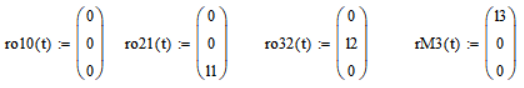 ro10(t) := (0 0 0) ro21(t) := (0 0 11) ro32(t) := (0 12 0) rM3(t) := (13 0 0)